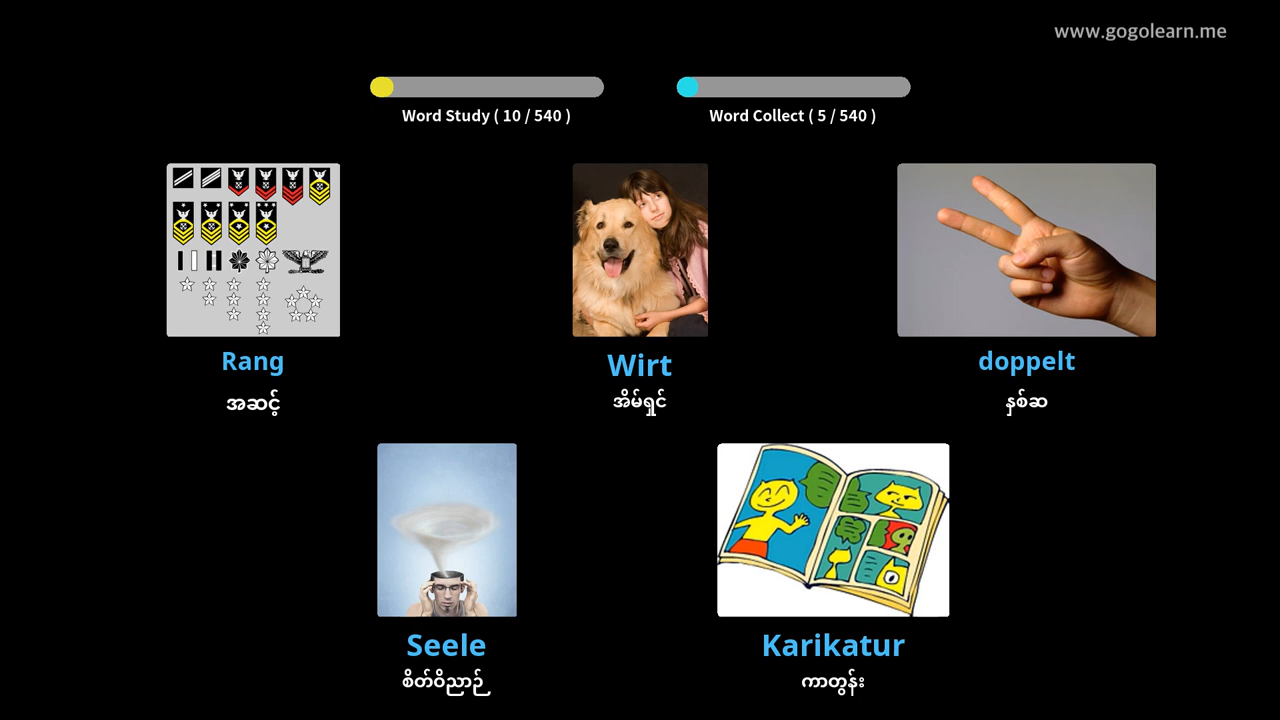 www.gogolearn.me
Word Study ( 10 / 540 )
Word Collect ( 5 / 540 )
Rang
အဆင့်
Wirt
အိမ်ရှင်
doppelt
နှစ်ဆ
Seele
စိတ်ဝိညာဉ်
Karikatur
ကာတွန်း